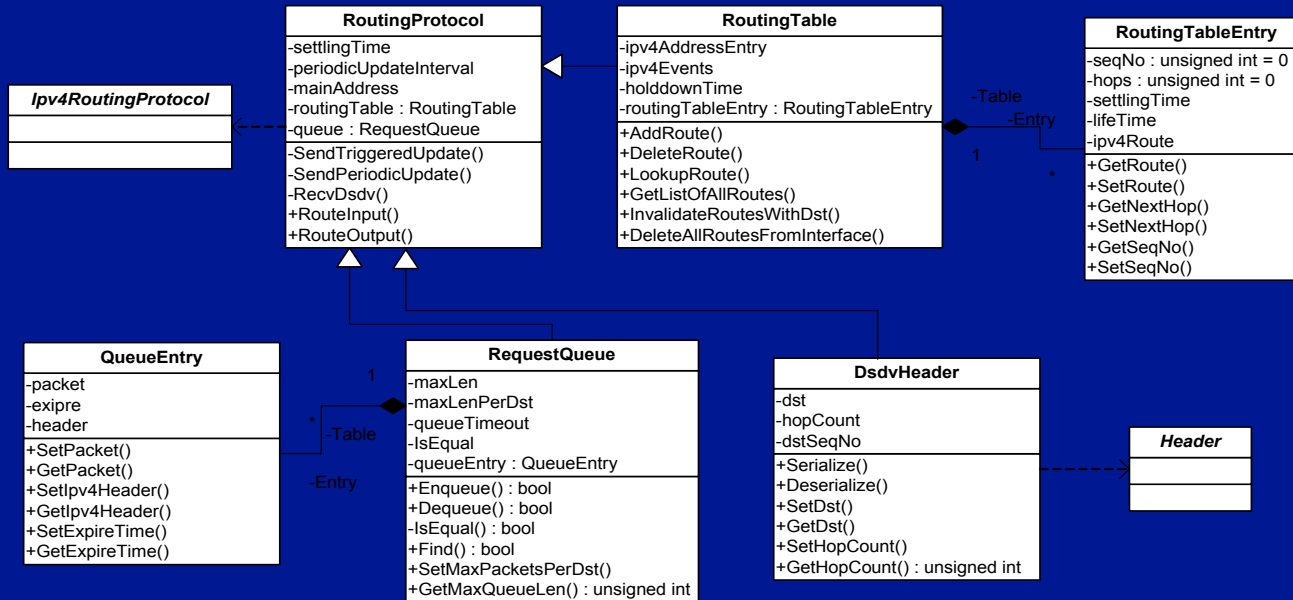 RoutingProtocol
-settlingTime
-periodicUpdateInterval
-mainAddress
-routingTable : RoutingTable
-queue : RequestQueue
-SendTriggeredUpdate()
-SendPeriodicUpdate()
-RecvDsdv()
+RouteInput()
+RouteOutput()
RoutingTable
-ipv4AddressEntry
-ipv4Events
-holddownTime
-routingTableEntry : RoutingTableEntry
+AddRoute()
+DeleteRoute()
+LookupRoute()
+GetListOfAllRoutes()
+InvalidateRoutesWithDst()
+DeleteAllRoutesFromInterface()
-Table
-Entry
1
*
RoutingTableEntry
-seqNo : unsigned int = 0
-hops : unsigned int = 0
-settlingTime
-lifeTime
-ipv4Route
+GetRoute()
+SetRoute()
+GetNextHop()
+SetNextHop()
+GetSeqNo()
+SetSeqNo()
Ipv4RoutingProtocol
QueueEntry
-packet
-exipre
-header
+SetPacket()
+GetPacket()
+SetIpv4Header()
+GetIpv4Header()
+SetExpireTime()
+GetExpireTime()
1
*
-Table
-Entry
RequestQueue
-maxLen
-maxLenPerDst
-queueTimeout
-IsEqual
-queueEntry : QueueEntry
+Enqueue() : bool
+Dequeue() : bool
-IsEqual() : bool
+Find() : bool
+SetMaxPacketsPerDst()
+GetMaxQueueLen() : unsigned int
DsdvHeader
-dst
-hopCount
-dstSeqNo
+Serialize()
+Deserialize()
+SetDst()
+GetDst()
+SetHopCount()
+GetHopCount() : unsigned int
Header